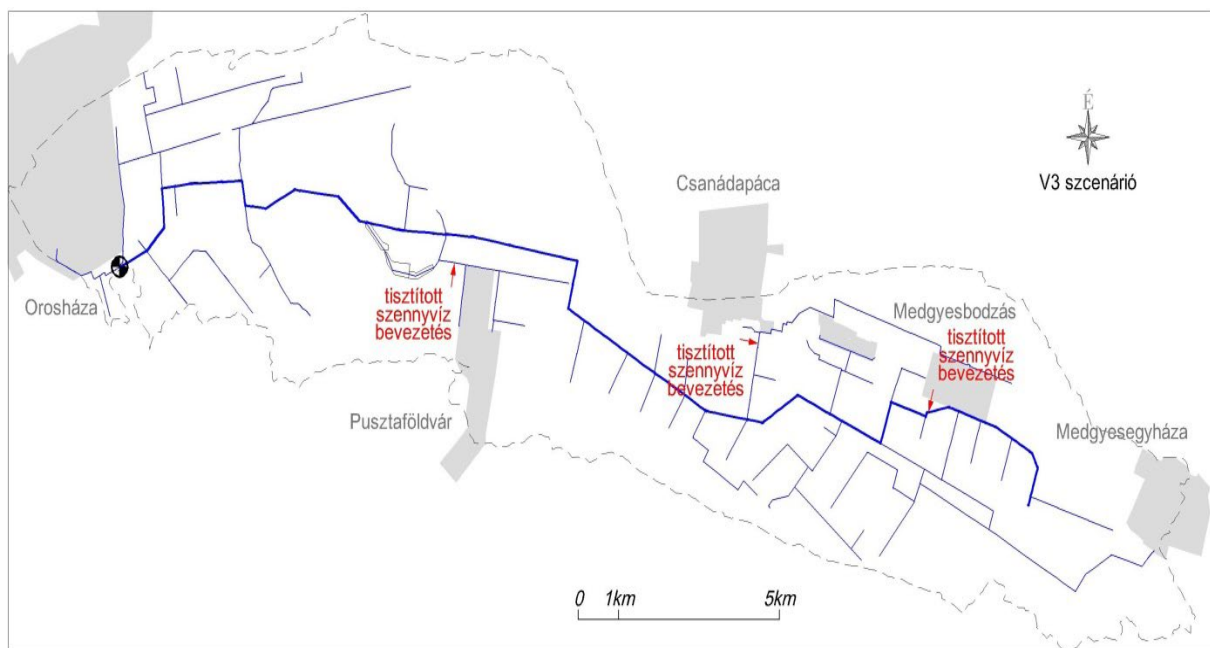 É
V3 szcenárió
Csanádapáca
Orosháza
tisztított
szennyvíz
bevezetés
Medgyesbodzás
tisztított
szennyvíz
bevezetés
tisztított
szennyvíz
bevezetés
Pusztaföldvár
Medgyesegyháza
0 1km 5km